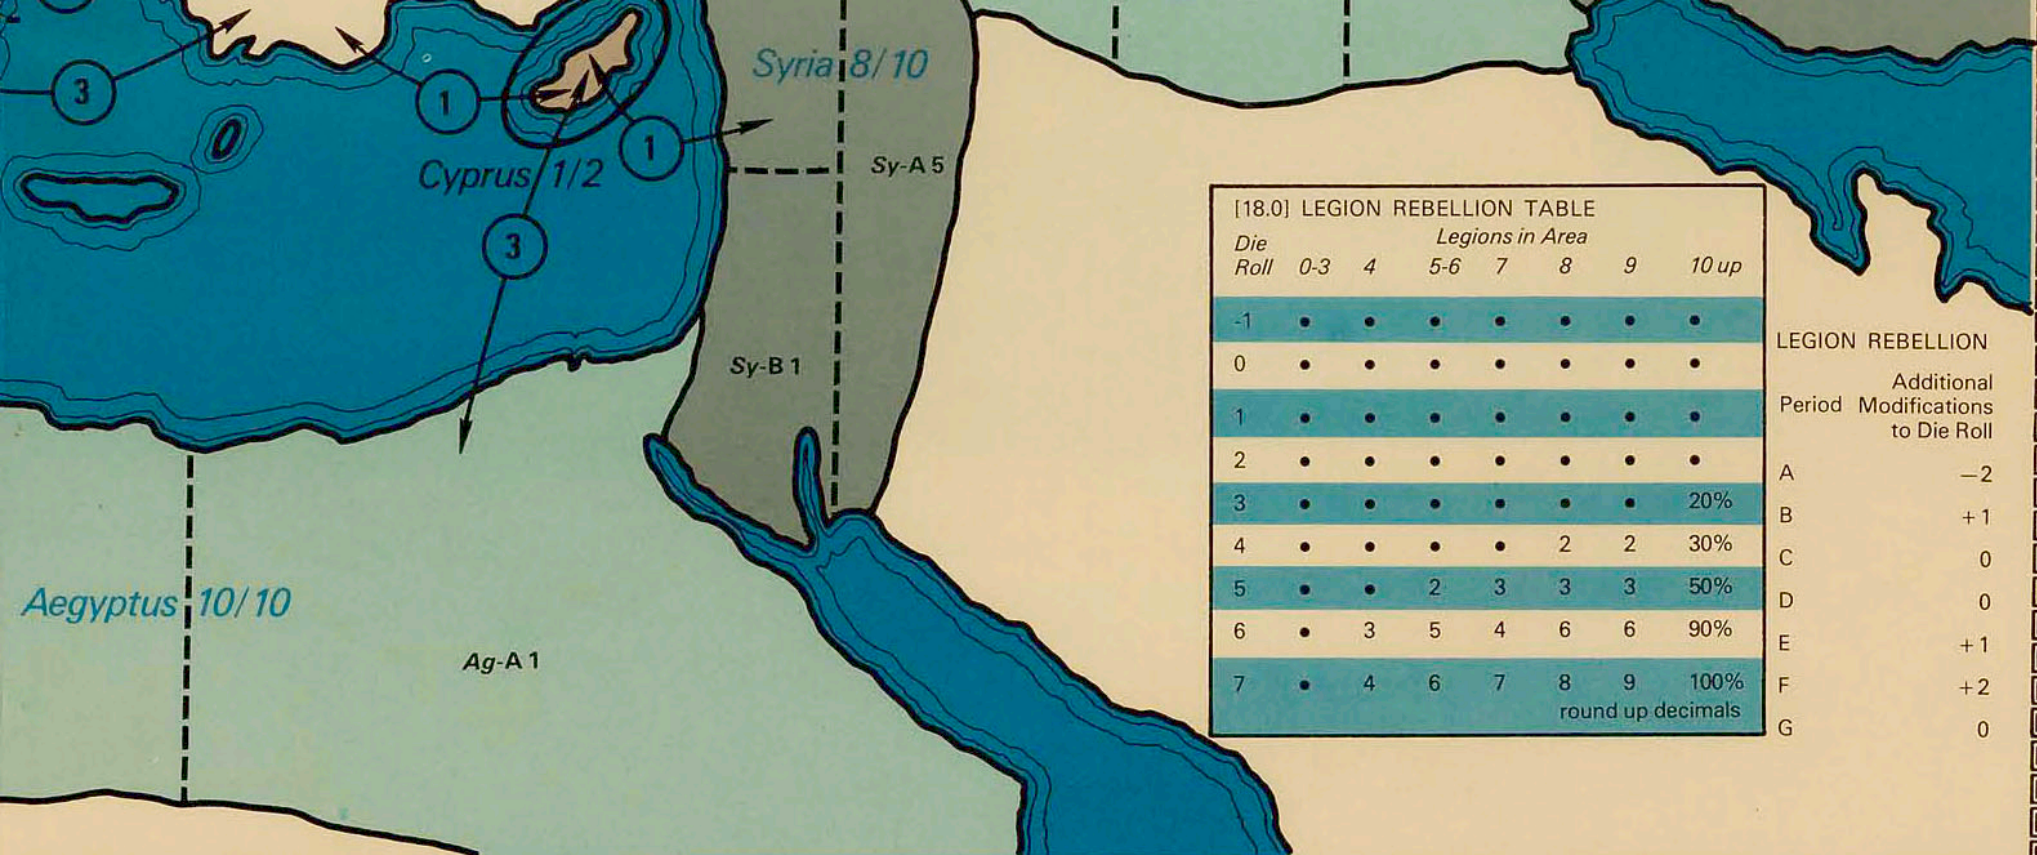 3
1
1
3
Syria 8/10
Sy-A 5
Cyprus 1/2
Sy-B 1
Aegyptus 10/10
Ag-A 1
[18.0] LEGION REBELLION TABLE
Die Legions in Area
Roll 0-3 4 5-6 7 8 9 10 up
-1 • • • • • • •
0 • • • • • • •
1 • • • • • • •
2 • • • • • • •
3 • • • • • • 20%
4 • • • • 2 2 30%
5 • • 2 3 3 3 50%
6 • 3 5 4 6 6 90%
7 • 4 6 7 8 9 100%
round up decimals
LEGION REBELLION
Additional
Period Modifications
to Die Roll
A −2
B +1
C 0
D 0
E +1
F +2
G 0